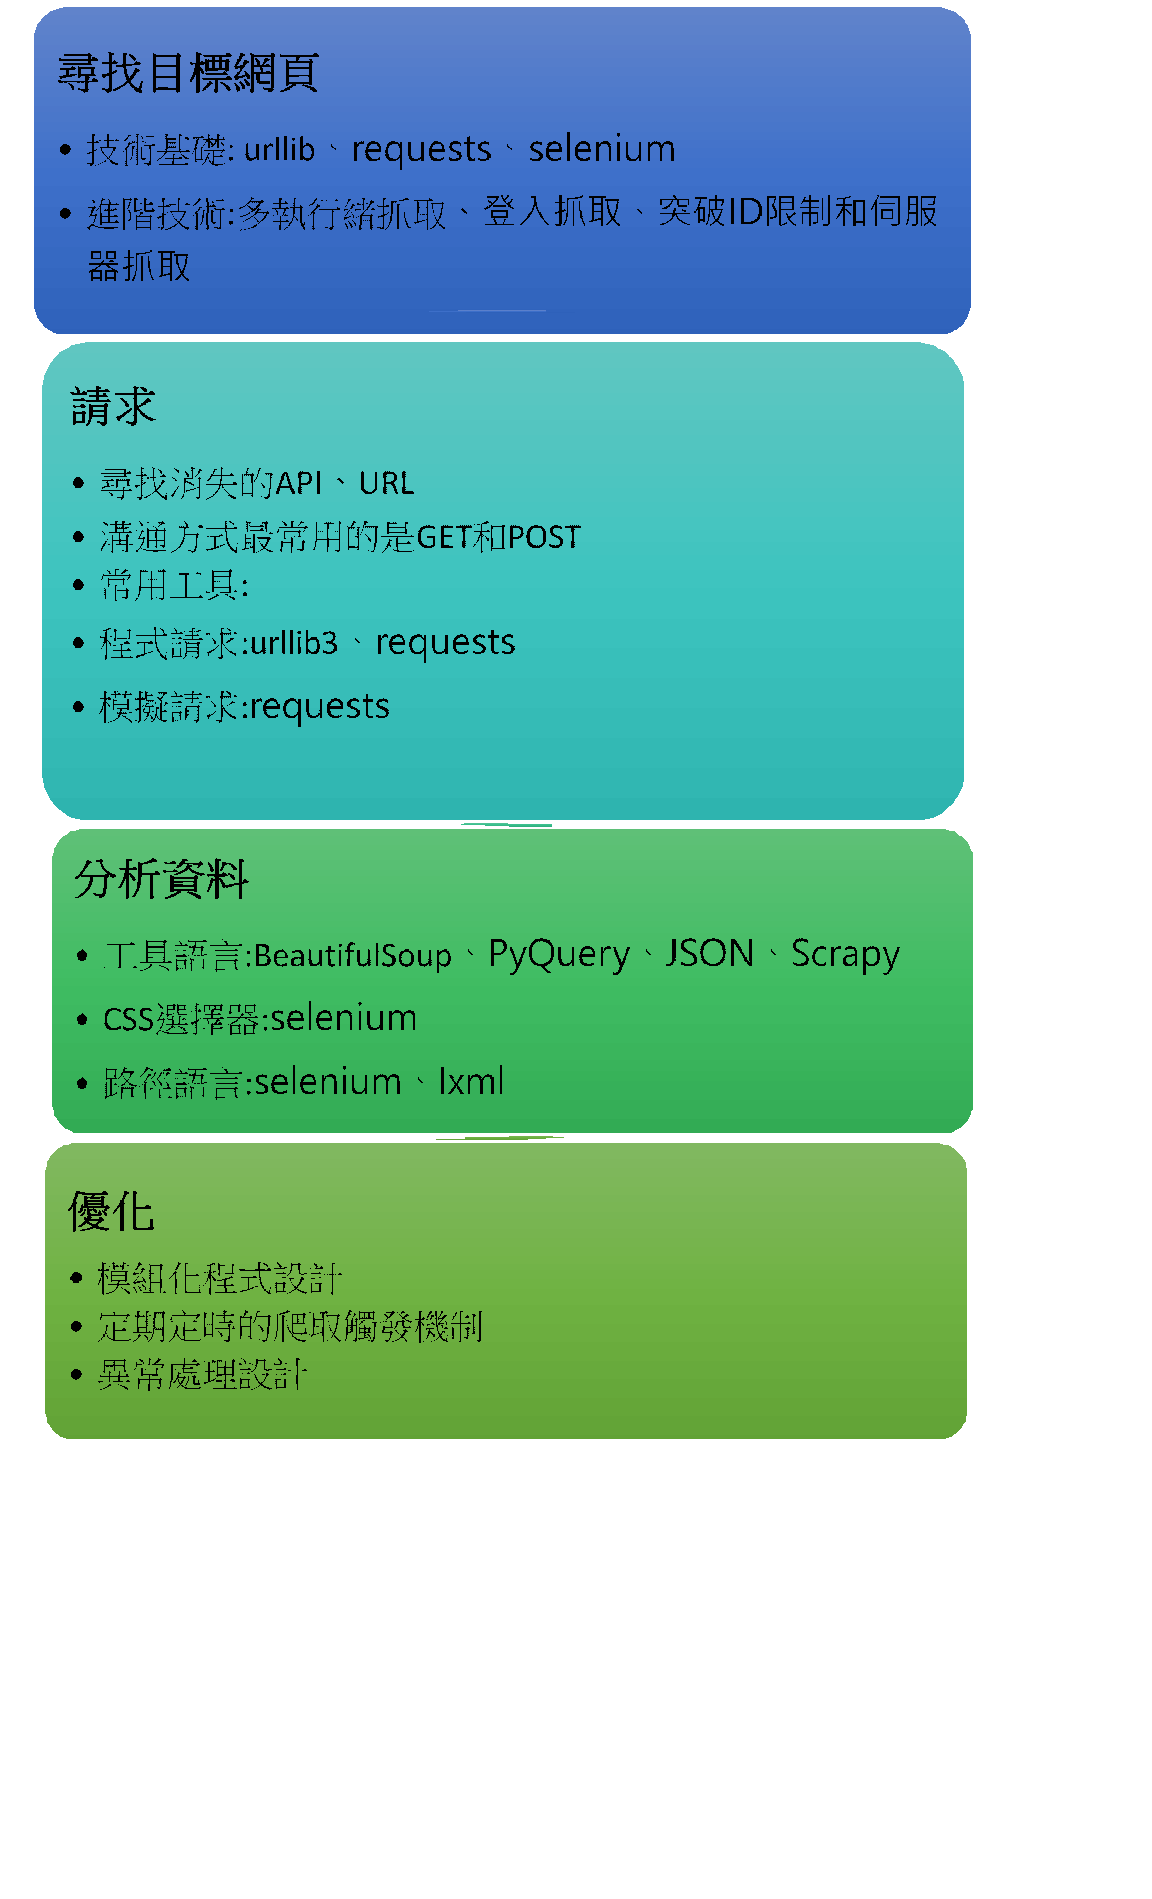 尋找目標網頁
• 技術基礎: urllib、requests、selenium
• 進階技術:多執行緒抓取、登入抓取、突破ID限制和伺服
器抓取
請求
• 尋找消失的API、URL
• 溝通方式最常用的是GET和POST
• 常用工具:
• 程式請求:urllib3、requests
• 模擬請求:requests
分析資料
• 工具語言:BeautifulSoup、PyQuery、JSON、Scrapy
• CSS選擇器:selenium
• 路徑語言:selenium、lxml
優化
• 模組化程式設計
• 定期定時的爬取觸發機制
• 異常處理設計